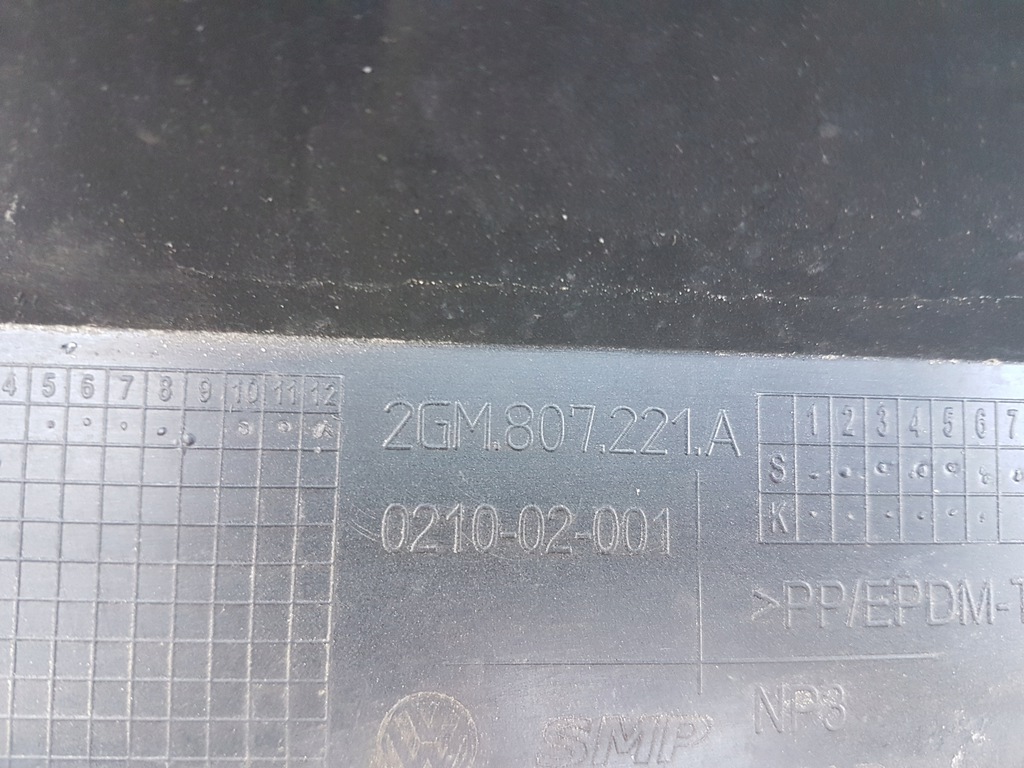 4 5 6 7 8 9 10 11 12
2GM.807.221.A
0210-02-001
1 2 3 4 5 6 7
S
K
>PP/EPDM-T
NP3
SMP